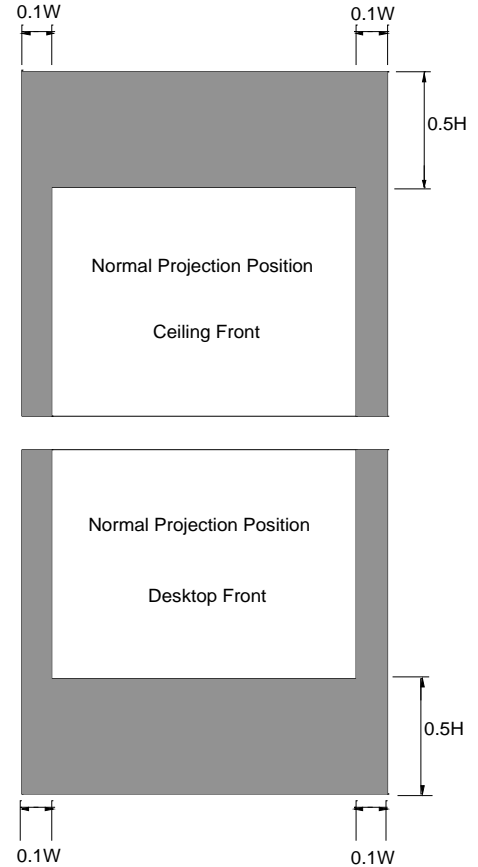 0.1W 0.1W
0.5H
Normal Projection Position
Ceiling Front
Normal Projection Position
Desktop Front
0.5H
0.1W 0.1W